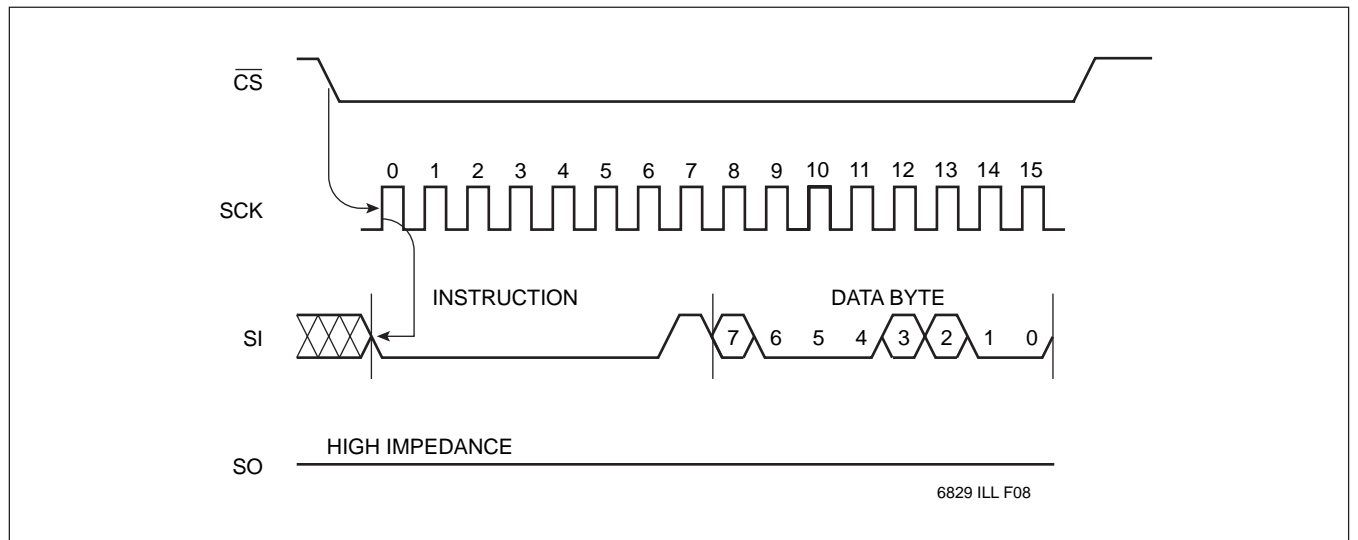 C̅S̅
0 1 2 3 4 5 6 7 8 9 10 11 12 13 14 15
SCK
INSTRUCTION DATA BYTE
SI 7 6 5 4 3 2 1 0
HIGH IMPEDANCE
SO
6829 ILL F08